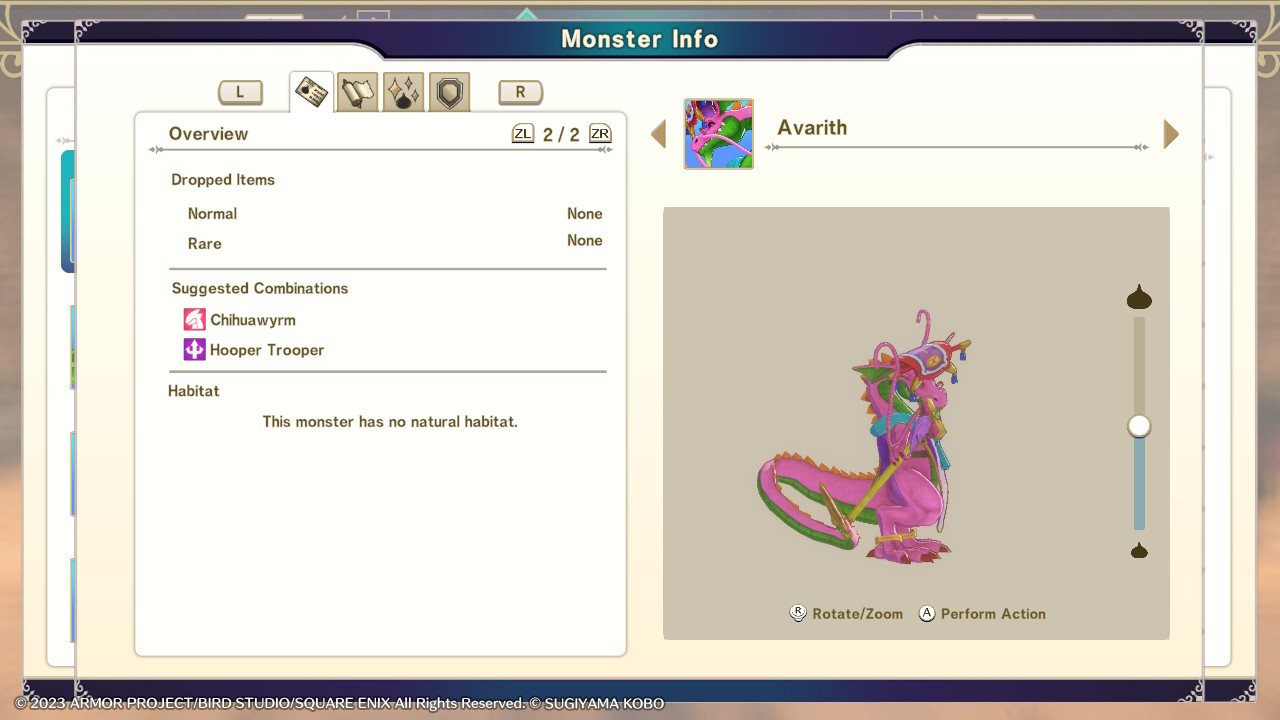 Monster Info
L
R
Overview
ZL 2 / 2 ZR
Dropped Items
Normal None
Rare None
Suggested Combinations
Chihuawyrm
Hooper Trooper
Habitat
This monster has no natural habitat.
Avarith
R Rotate/Zoom A Perform Action
© 2023 ARMOR PROJECT/BIRD STUDIO/SQUARE ENIX All Rights Reserved. © SUGIYAMA KOBO